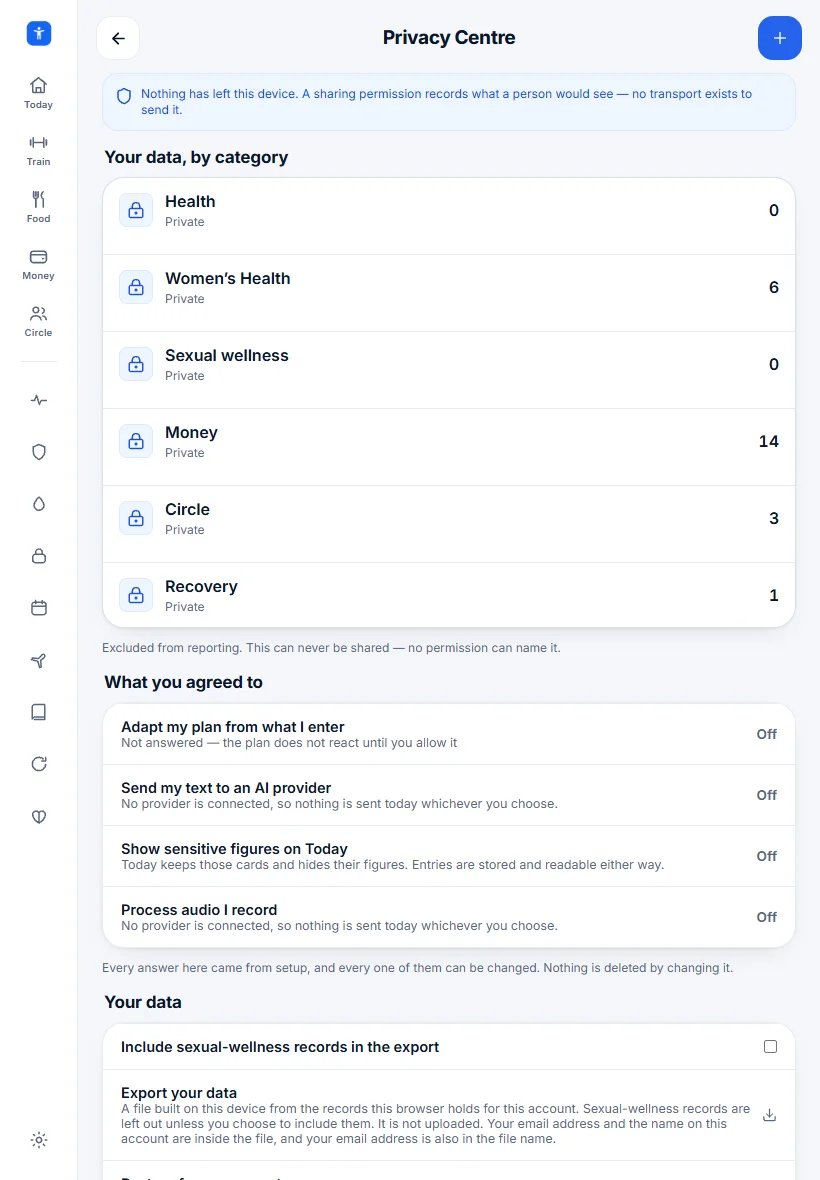 Privacy Centre
Today
Train
Food
Money
Circle
Nothing has left this device. A sharing permission records what a person would see — no transport exists to
send it.
Your data, by category
Health
Private
0
Women’s Health
Private
6
Sexual wellness
Private
0
Money
Private
14
Circle
Private
3
Recovery
Private
1
Excluded from reporting. This can never be shared — no permission can name it.
What you agreed to
Adapt my plan from what I enter
Not answered — the plan does not react until you allow it
Off
Send my text to an AI provider
No provider is connected, so nothing is sent today whichever you choose.
Off
Show sensitive figures on Today
Today keeps those cards and hides their figures. Entries are stored and readable either way.
Off
Process audio I record
No provider is connected, so nothing is sent today whichever you choose.
Off
Every answer here came from setup, and every one of them can be changed. Nothing is deleted by changing it.
Your data
Include sexual-wellness records in the export
Export your data
A file built on this device from the records this browser holds for this account. Sexual-wellness records are
left out unless you choose to include them. It is not uploaded. Your email address and the name on this
account are inside the file, and your email address is also in the file name.